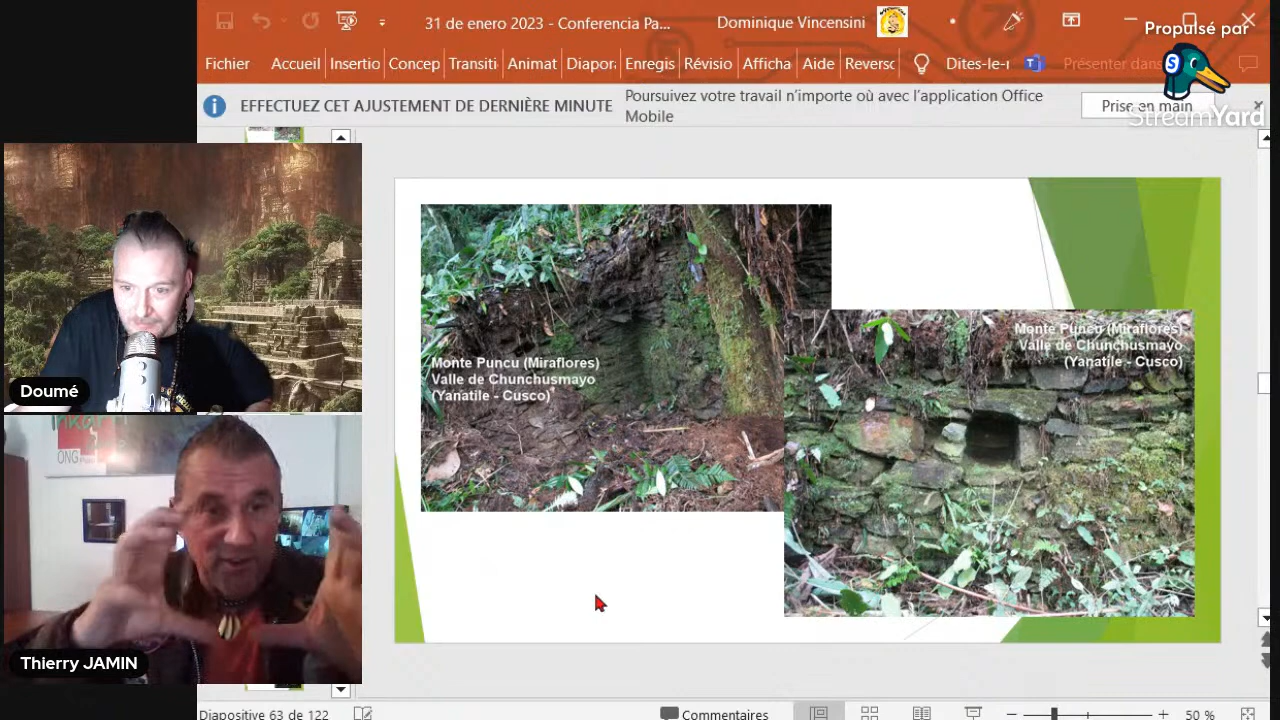 31 de enero 2023 - Conferencia Pa...
Dominique Vincensini
Propulsé par
Fichier
Accueil
Insertio
Concep
Transiti
Animat
Diapora
Enregis
Révisio
Afficha
Aide
Reverso
Dites-le-r
Présenter dans
S
StreamYard
EFFECTUEZ CET AJUSTEMENT DE DERNIÈRE MINUTE
Poursuivez votre travail n'importe où avec l'application Office
Mobile
Prise en main
Doumé
ONG
Thierry JAMIN
Monte Puncu (Miraflores)
Valle de Chunchusmayo
(Yanatile - Cusco)
Monte Puncu (Miraflores)
Valle de Chunchusmayo
(Yanatile - Cusco)
Diapositive 63 de 122
Commentaires
50 %